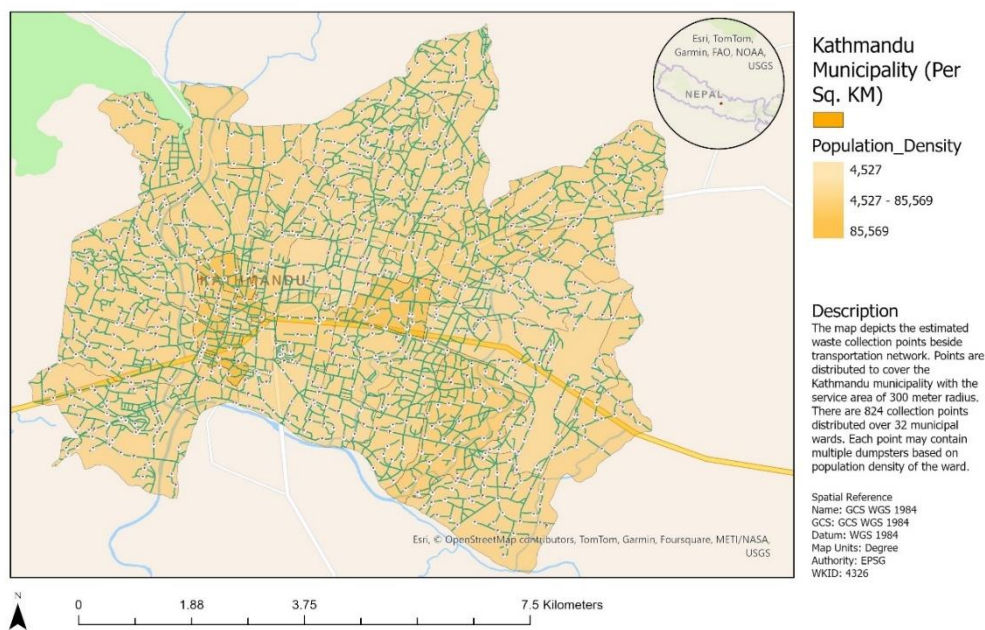 Esri, TomTom,
Garmin, FAO, NOAA,
USGS
NEPAL
KATHMANDU
Esri, © OpenStreetMap contributors, TomTom, Garmin, Foursquare, METI/NASA,
USGS
Kathmandu
Municipality (Per
Sq. KM)
Population_Density
4,527
4,527 - 85,569
85,569
Description
The map depicts the estimated
waste collection points beside
transportation network. Points are
distributed to cover the
Kathmandu municipality with the
service area of 300 meter radius.
There are 824 collection points
distributed over 32 municipal
wards. Each point may contain
multiple dumpsters based on
population density of the ward.
Spatial Reference
Name: GCS WGS 1984
GCS: GCS WGS 1984
Datum: WGS 1984
Map Units: Degree
Authority: EPSG
WKID: 4326
N
0 1.88 3.75 7.5 Kilometers